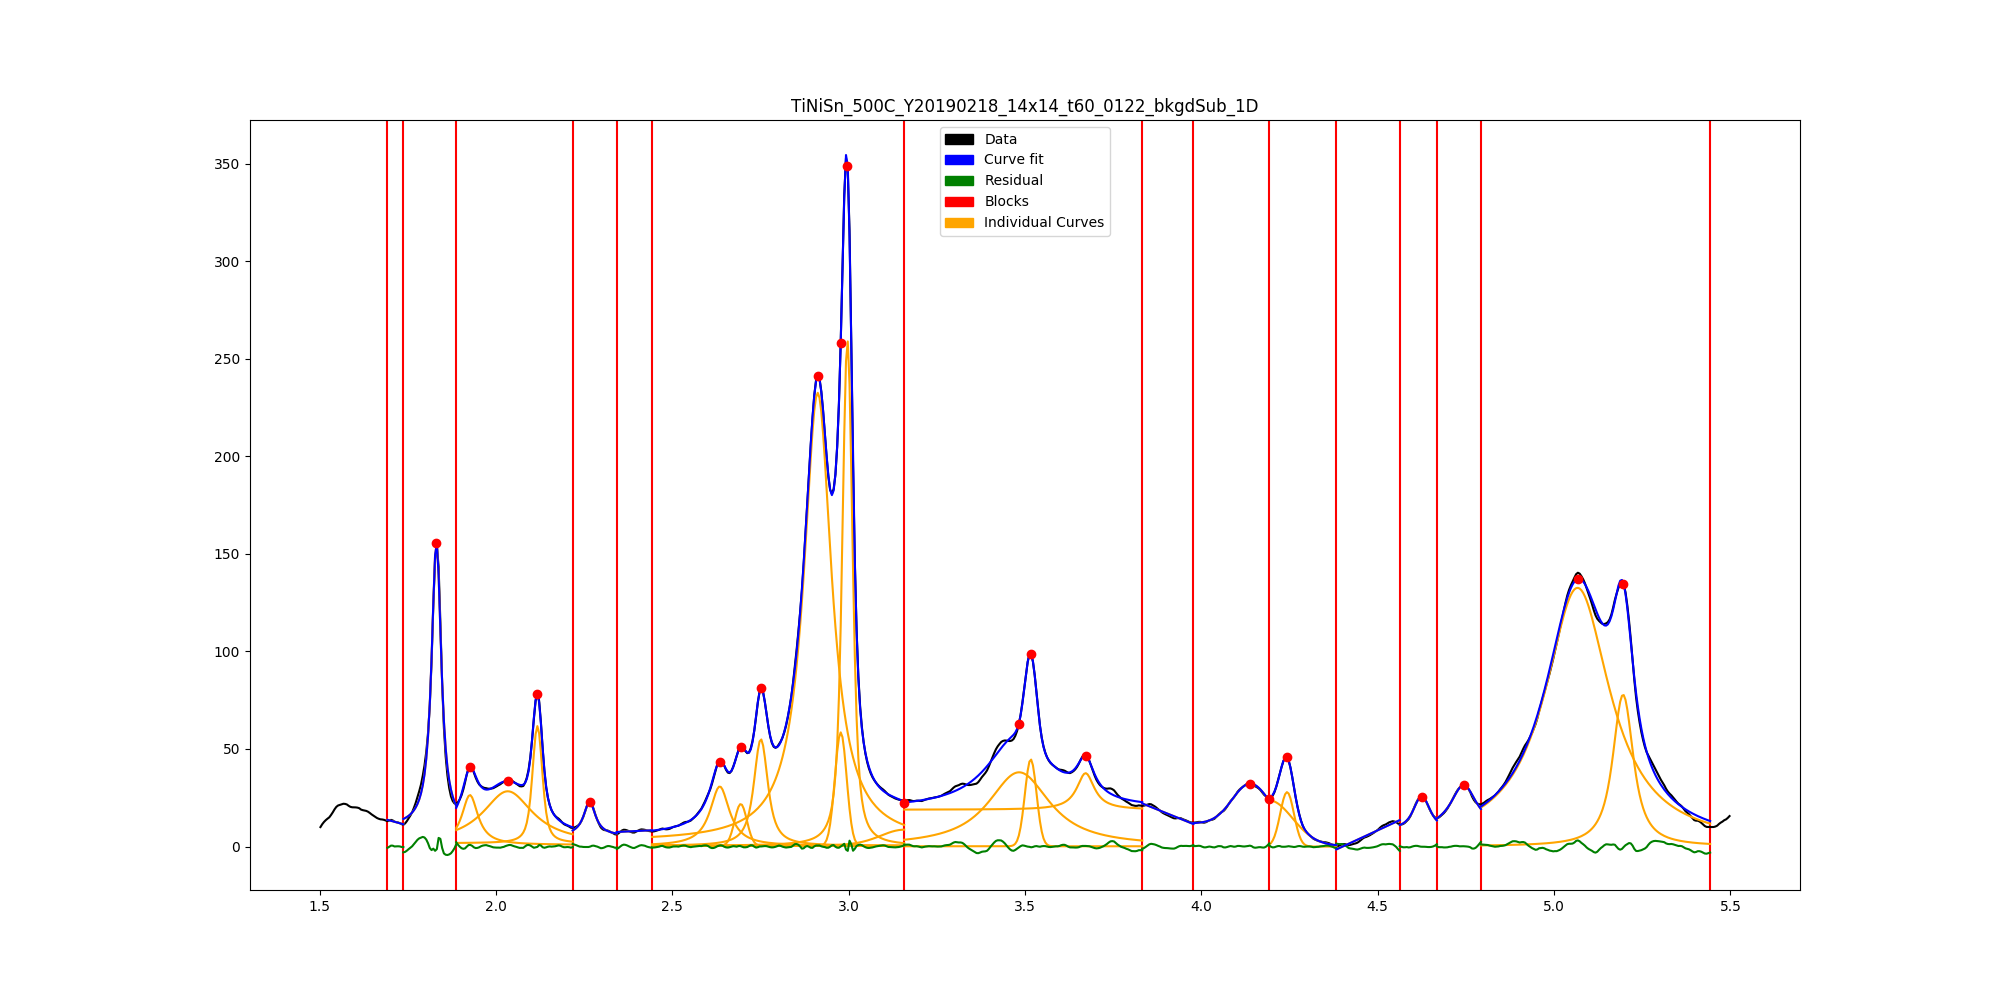 TiNiSn_500C_Y20190218_14x14_t60_0122_bkgdSub_1D
Data
Curve fit
Residual
Blocks
Individual Curves
350
300
250
200
150
100
50
0
1.5 2.0 2.5 3.0 3.5 4.0 4.5 5.0 5.5